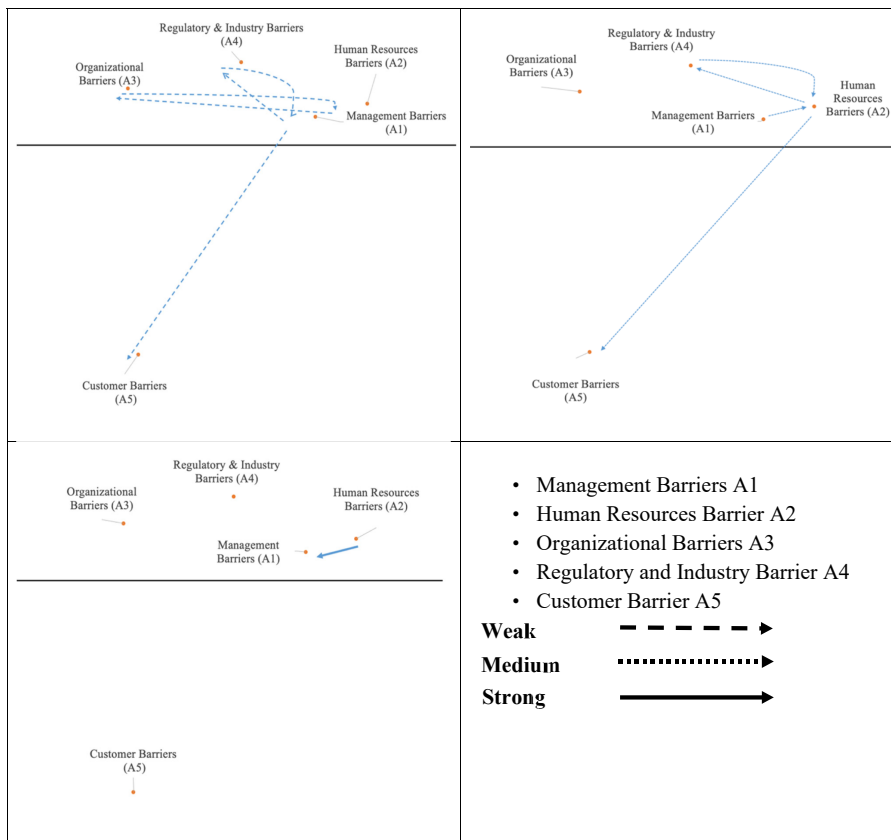 Regulatory & Industry Barriers
(A4)
Human Resources
Barriers (A2)
Organizational
Barriers (A3)
Management Barriers
(A1)
Customer Barriers
(A5)
Regulatory & Industry
Barriers (A4)
Organizational
Barriers (A3)
Human
Resources
Barriers (A2)
Management Barriers
(A1)
Customer Barriers
(A5)
Regulatory & Industry
Barriers (A4)
Organizational
Barriers (A3)
Human Resources
Barriers (A2)
Management
Barriers (A1)
Customer Barriers
(A5)
• Management Barriers A1
• Human Resources Barrier A2
• Organizational Barriers A3
• Regulatory and Industry Barrier A4
• Customer Barrier A5
Weak
Medium
Strong